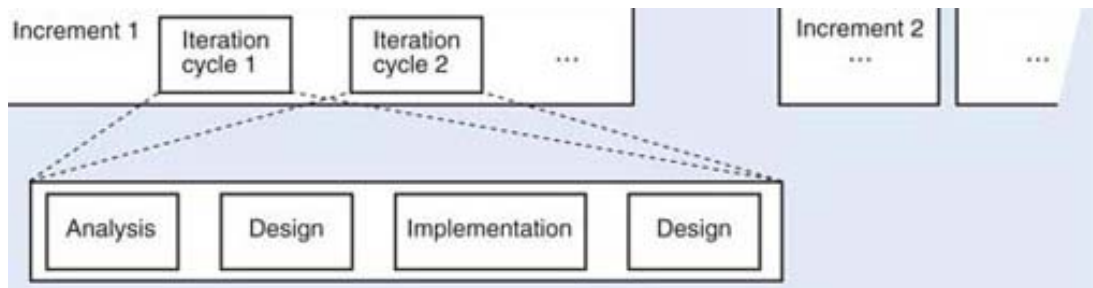 Increment 1
Iteration
cycle 1
Iteration
cycle 2
...
Increment 2
...
...
Analysis
Design
Implementation
Design